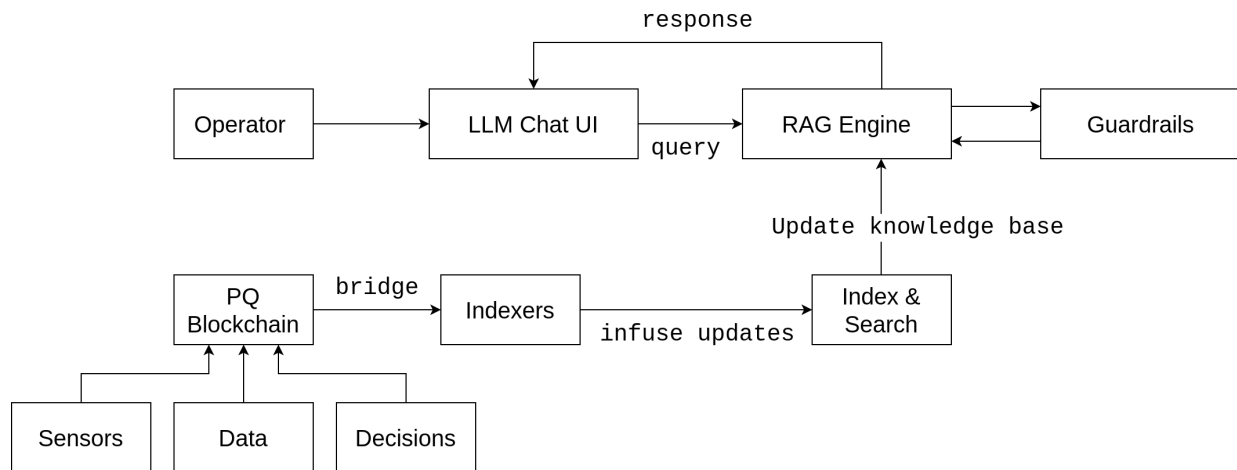 response
Operator
LLM Chat UI
query
RAG Engine
Guardrails
Update knowledge base
PQ
Blockchain
bridge
Indexers
infuse updates
Index &
Search
Sensors
Data
Decisions